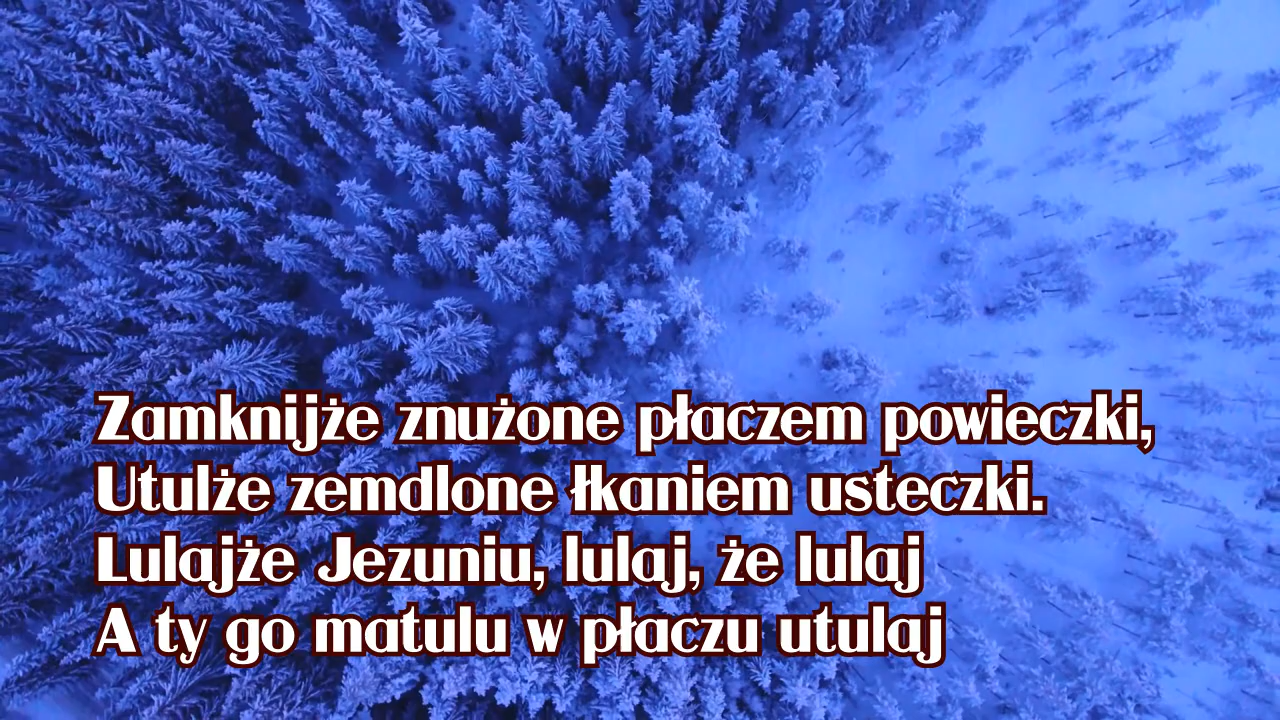 Zamknijże znużone płaczem powieczki,
Utulże zemdlone łkaniem usteczki.
Lulajże Jezuniu, lulaj, że lulaj
A ty go matulu w płaczu utulaj